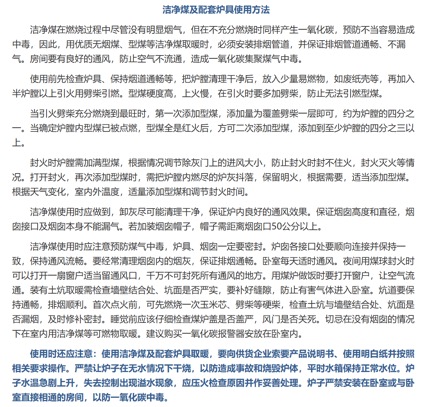 洁净煤及配套炉具使用方法
洁净煤在燃烧过程中尽管没有明显烟气，但在不充分燃烧时同样产生一氧化碳，预防不当容易造成
中毒，因此，用优质无烟煤、型煤等洁净煤取暖时，必须安装排烟管道，并保证排烟管道通畅、不漏
气。房间要有良好的通风，防止空气不流通，造成一氧化碳集聚煤气中毒。
使用前先检查炉具、保持烟道通畅等，把炉膛清理干净后，放入少量易燃物，如废纸壳等，再加入
半炉膛以上引火用劈柴引燃。型煤硬度高，上火慢，在引火时要多加劈柴，防止无法引燃型煤。
当引火劈柴充分燃烧到最旺时，第一次添加型煤，添加量为覆盖劈柴一层即可，约为炉膛的四分之
一。当确定炉膛内型煤已被点燃，型煤全是红火后，方可二次添加型煤，添加到至少炉膛的四分之三以
上。
封火时炉膛需加满型煤，根据情况调节除灰门上的进风大小，防止封火时封不住火，封火灭火等情
况。打开封火，再次添加型煤时，需把炉膛内燃尽的炉灰抖落，保留明火，根据需要，适当添加型煤。
根据天气变化，室内外温度，适量添加型煤和调节封火时间。
洁净煤使用时应做到，卸灰尽可能清理干净，保证炉内良好的通风效果。保证烟囱高度和直径，烟
囱接口及烟囱本身不能漏气。若加装烟囱帽子，帽子需距离烟囱口50公分以上。
洁净煤使用时应注意预防煤气中毒，炉具、烟囱一定要密封。炉囱各接口处要顺向连接并保持一
致，保持通风流畅。要经常清理烟囱内的烟灰，保证排烟通畅。卧室每天适时通风。夜间用煤球封火时
可以打开一扇窗户适当留通风口，千万不可封死所有通风的地方。用煤炉做饭时要打开窗户，让空气流
通。装有土炕取暖需检查墙壁结合处、坑面是否严实，要补好缝隙，防止有害气体进入卧室。炕道要保
持通畅，排烟顺利。首次点火前，可先燃烧一次玉米芯、劈柴等硬柴，检查土炕与墙壁结合处、坑面是
否漏烟，及时修补密封。睡觉前应该仔细检查煤炉盖是否盖严，风门是否关死。切忌在没有烟囱的情况
下在室内用洁净煤等可燃物取暖。建议购买一氧化碳报警器安放在卧室内。
使用时还应注意：使用洁净煤及配套炉具取暖，要向供货企业索要产品说明书、使用明白纸并按照
相关要求操作。严禁让炉子在无水情况下干烧，以防造成事故和烧毁炉体，平时水箱保持正常水位。炉
子水温急剧上升，失去控制出现溢水现象，应压火检查原因并作妥善处理。炉子严禁安装在卧室或与卧
室直接相通的房间，以防一氧化碳中毒。